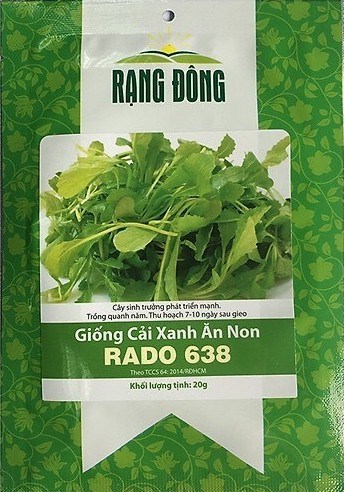 RẠNG ĐÔNG
Cây sinh trưởng phát triển mạnh.
Trồng quanh năm. Thu hoạch 7-10 ngày sau gieo
Giống Cải Xanh Ăn Non
RADO 638
Theo TCCS 64: 2014/RĐHCM
Khối lượng tịnh: 20g